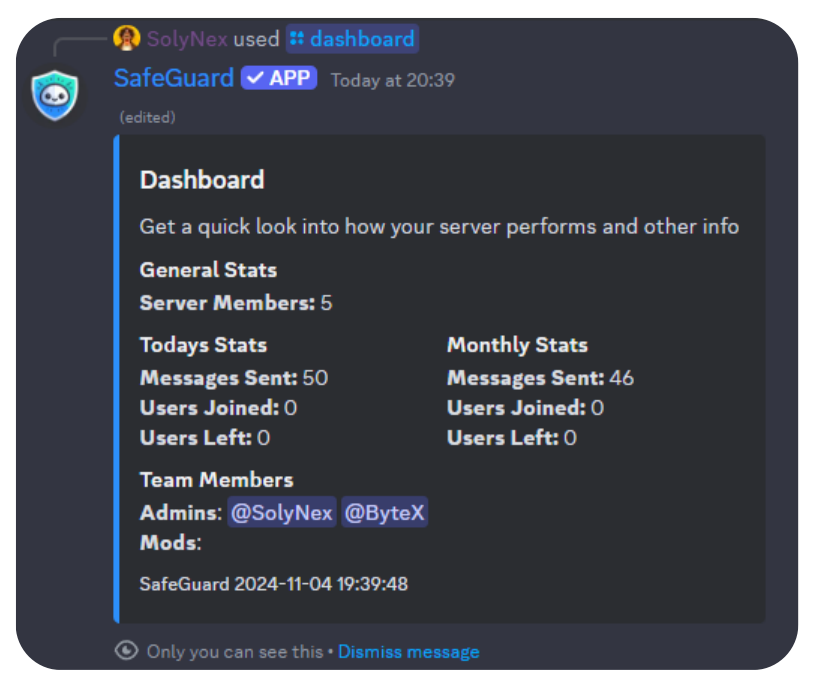 SolyNex used dashboard
SafeGuard APP Today at 20:39
(edited)
Dashboard
Get a quick look into how your server performs and other info
General Stats
Server Members: 5
Todays Stats
Messages Sent: 50
Users Joined: 0
Users Left: 0
Monthly Stats
Messages Sent: 46
Users Joined: 0
Users Left: 0
Team Members
Admins: @SolyNex @ByteX
Mods:
SafeGuard 2024-11-04 19:39:48
Only you can see this • Dismiss message